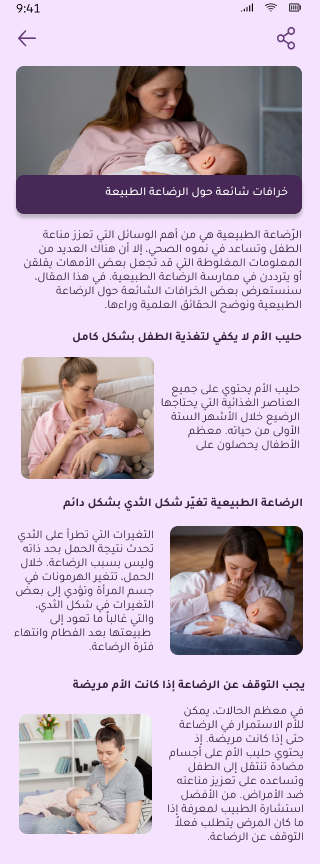 9:41
خرافات شائعة حول الرضاعة الطبيعة
الرّضاعة الطبيعية هي من أهم الوسائل التي تعزز مناعة
الطفل وتساعد في نموه الصحي، إلا أن هناك العديد من
المعلومات المغلوطة التي قد تجعل بعض الأمهات يقلقن
أو يترددن في ممارسة الرضاعة الطبيعية. في هذا المقال،
سنستعرض بعض الخرافات الشائعة حول الرضاعة
الطبيعية ونوضح الحقائق العلمية وراءها.
حليب الأم لا يكفي لتغذية الطفل بشكل كامل
حليب الأم يحتوي على جميع
العناصر الغذائية التي يحتاجها
الرضيع خلال الأشهر الستة
الأولى من حياته. معظم
الأطفال يحصلون على
الرضاعة الطبيعية تغيّر شكل الثدي بشكل دائم
التغيرات التي تطرأ على الثدي
تحدث نتيجة الحمل بحد ذاته
وليس بسبب الرضاعة. خلال
الحمل، تتغير الهرمونات في
جسم المرأة وتؤدي إلى بعض
التغيرات في شكل الثدي،
والتي غالباً ما تعود إلى
طبيعتها بعد الفطام وانتهاء
فترة الرضاعة.
يجب التوقف عن الرضاعة إذا كانت الأم مريضة
في معظم الحالات، يمكن
للأم الاستمرار في الرضاعة
حتى إذا كانت مريضة. إذ
يحتوي حليب الأم على أجسام
مضادة تنتقل إلى الطفل
وتساعده على تعزيز مناعته
ضد الأمراض. من الأفضل
استشارة الطبيب لمعرفة إذا
ما كان المرض يتطلب فعلاً
التوقف عن الرضاعة.